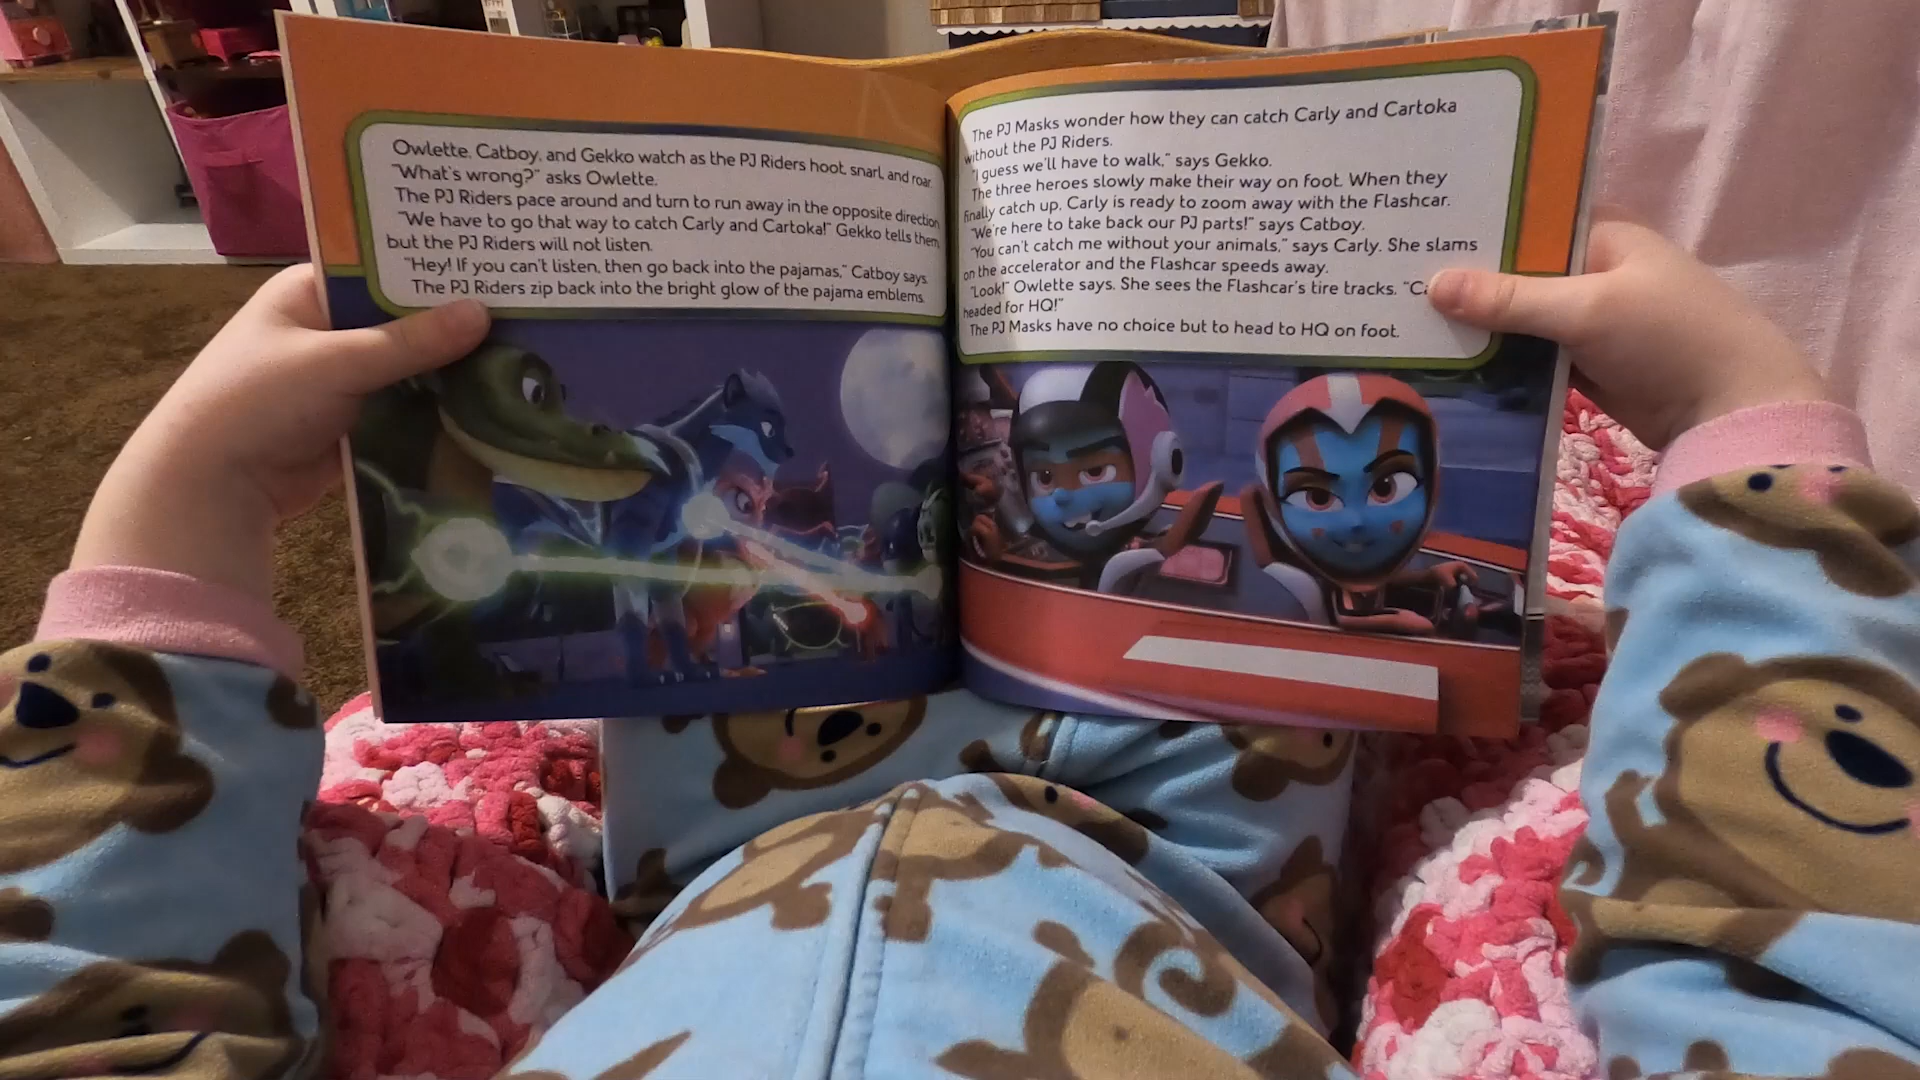 Owlette, Catboy, and Gekko watch as the PJ Riders hoot, snarl, and roar.
"What's wrong?" asks Owlette.
The PJ Riders pace around and turn to run away in the opposite direction
"We have to go that way to catch Carly and Cartoka!" Gekko tells them,
but the PJ Riders will not listen.
"Hey! If you can't listen, then go back into the pajamas," Catboy says.
The PJ Riders zip back into the bright glow of the pajama emblems.
The PJ Masks wonder how they can catch Carly and Cartoka
without the PJ Riders.
"I guess we'll have to walk," says Gekko.
The three heroes slowly make their way on foot. When they
finally catch up, Carly is ready to zoom away with the Flashcar.
"We're here to take back our PJ parts!" says Catboy.
"You can't catch me without your animals," says Carly. She slams
on the accelerator and the Flashcar speeds away.
"Look!" Owlette says. She sees the Flashcar's tire tracks.
headed for HQ!"
The PJ Masks have no choice but to head to HQ on foot.